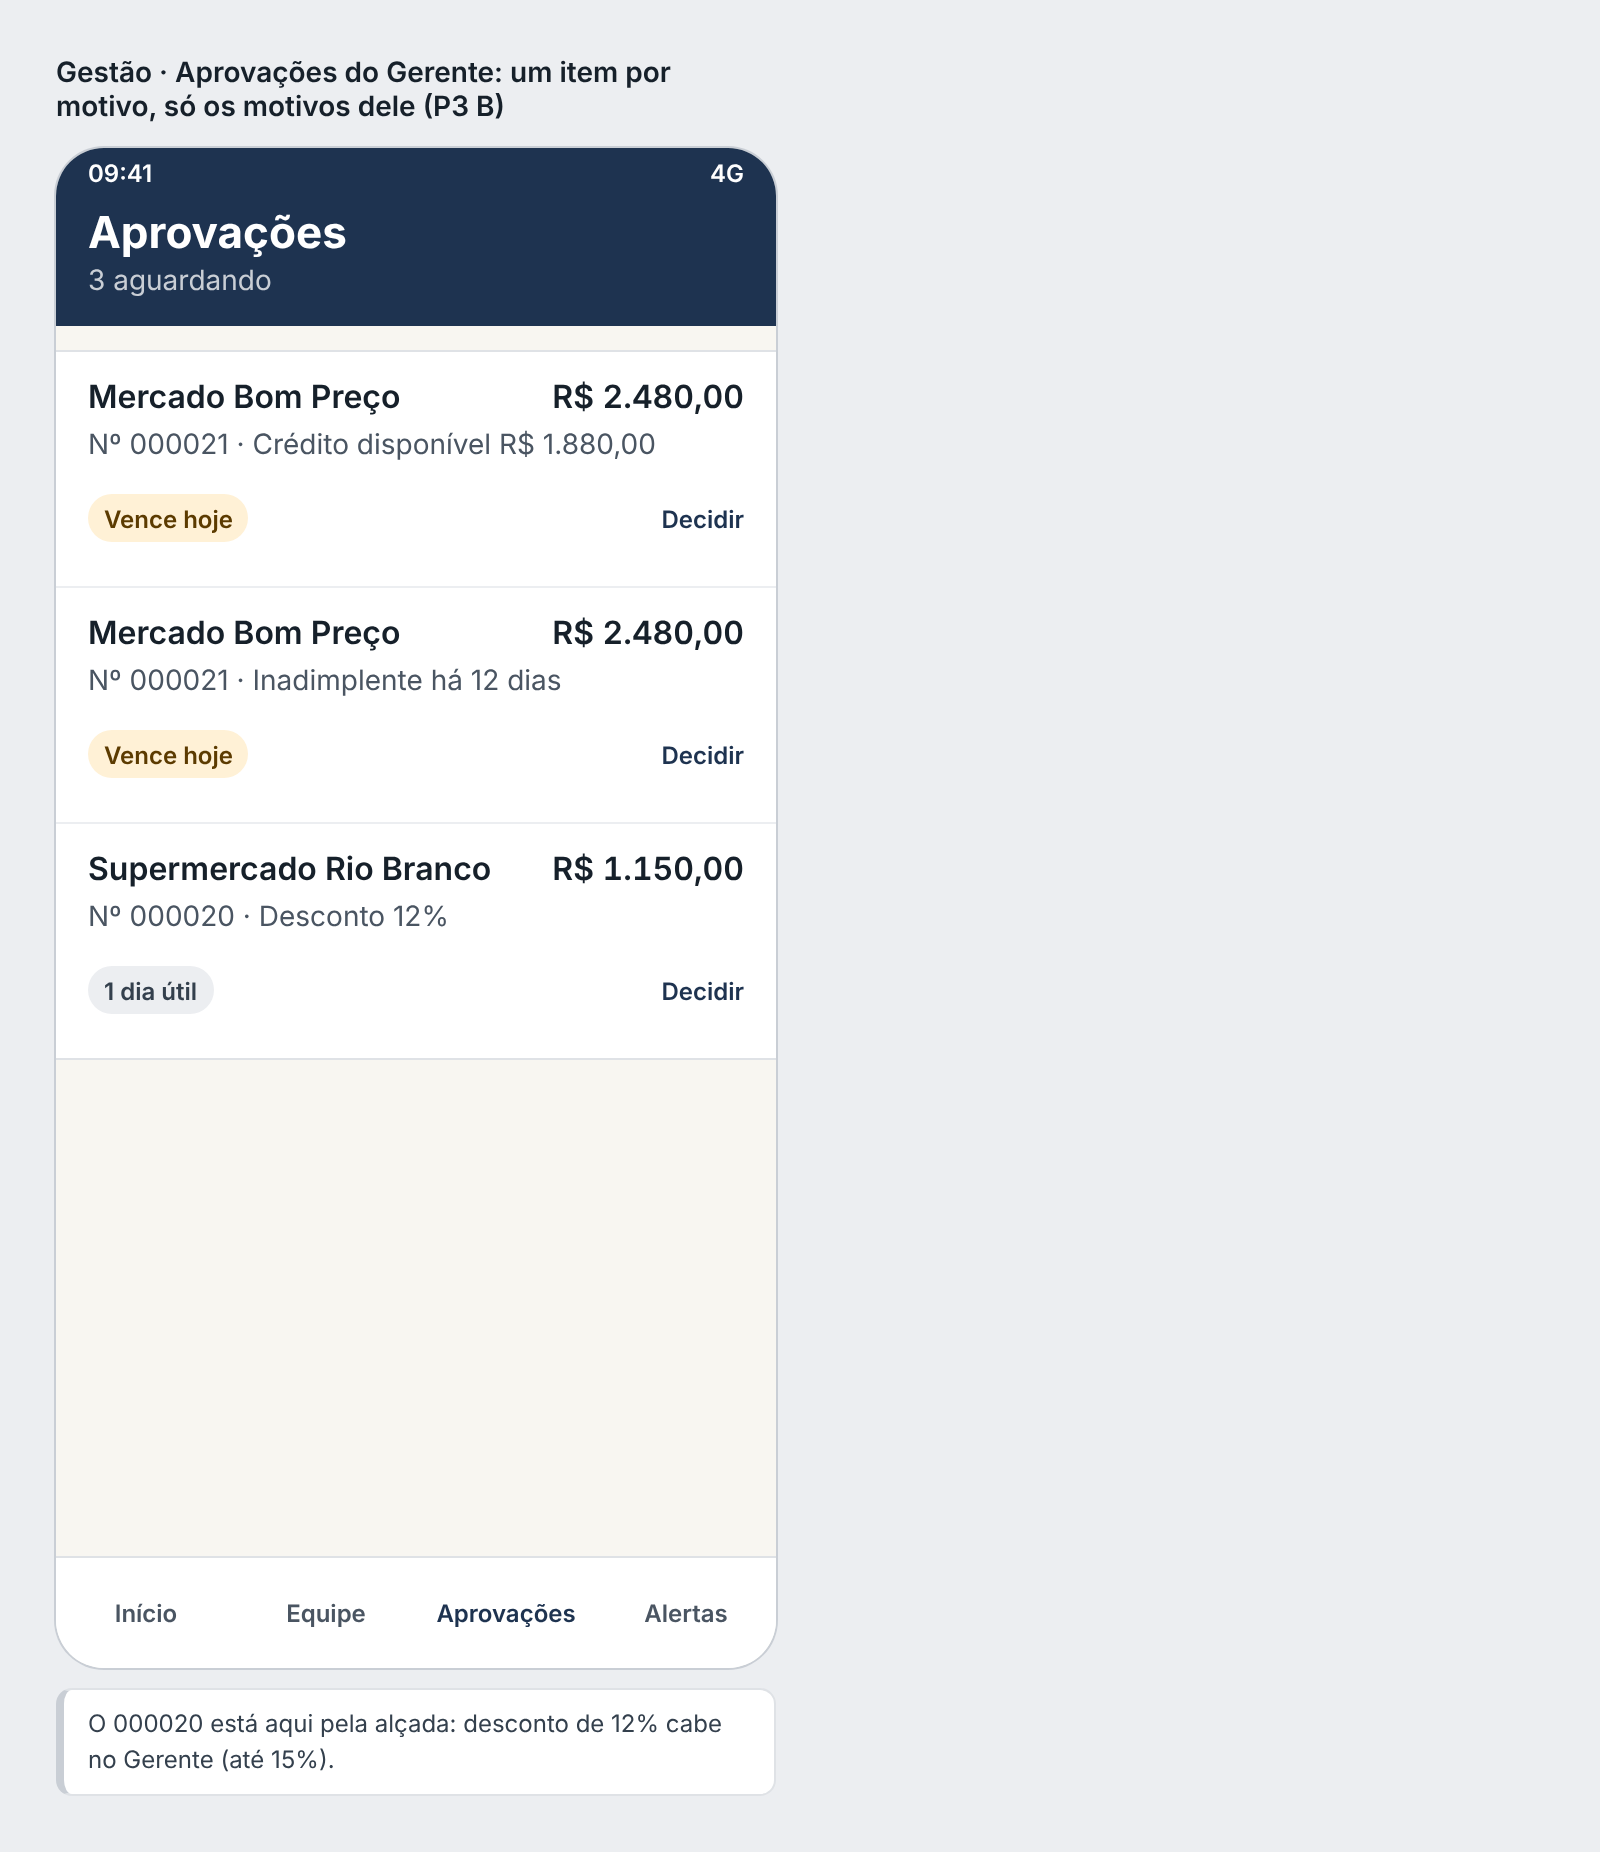 Gestão · Aprovações do Gerente: um item por
motivo, só os motivos dele (P3 B)
09:41 4G
Aprovações
3 aguardando
Mercado Bom Preço R$ 2.480,00
Nº 000021 · Crédito disponível R$ 1.880,00
Vence hoje Decidir
Mercado Bom Preço R$ 2.480,00
Nº 000021 · Inadimplente há 12 dias
Vence hoje Decidir
Supermercado Rio Branco R$ 1.150,00
Nº 000020 · Desconto 12%
1 dia útil Decidir
Início Equipe Aprovações Alertas
O 000020 está aqui pela alçada: desconto de 12% cabe
no Gerente (até 15%).